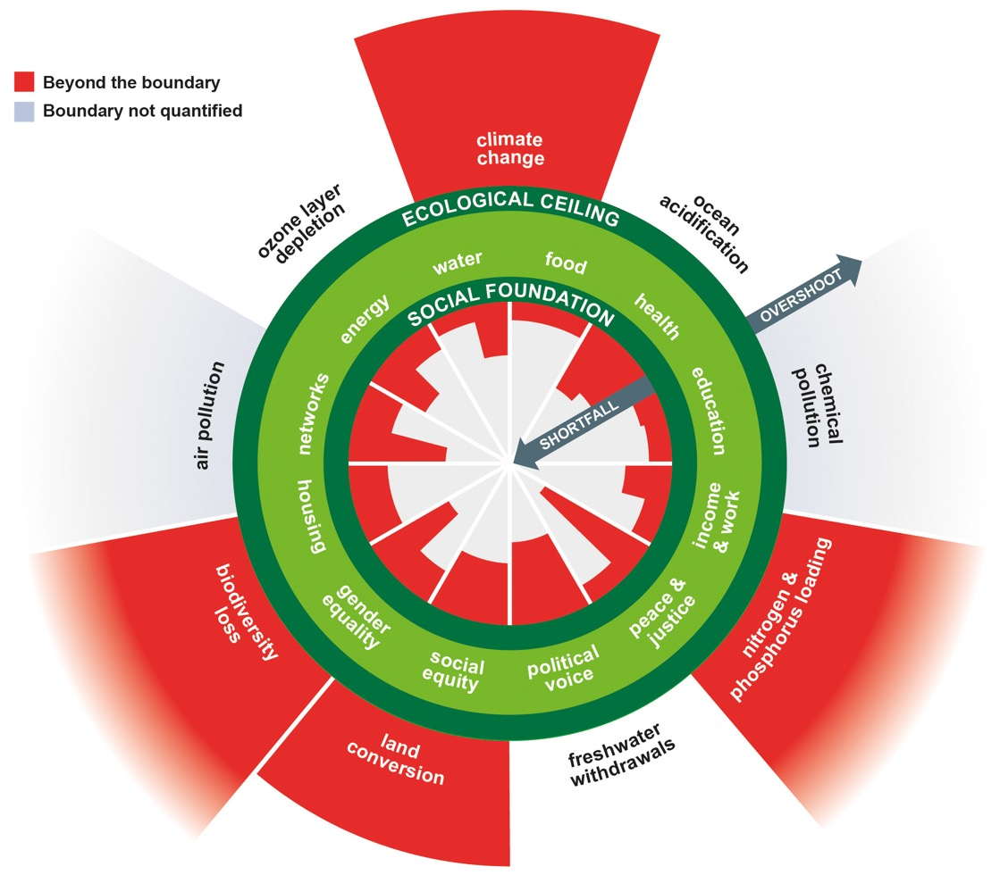 Beyond the boundary
Boundary not quantified
climate
change
ozone layer
depletion
ocean
acidification
ECOLOGICAL CEILING
OVERSHOOT
water
food
energy
health
SOCIAL FOUNDATION
networks
education
SHORTFALL
air pollution
chemical
pollution
housing
income
& work
gender
equality
peace &
justice
social
equity
political
voice
biodiversity
loss
nitrogen &
phosphorus loading
land
conversion
freshwater
withdrawals